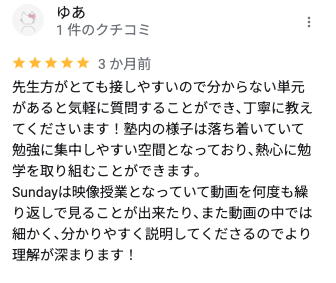 ゆあ
1 件のクチコミ
★★★★★ 3 か月前
先生方がとても接しやすいので分からない単元
があると気軽に質問することができ、丁寧に教え
てくださいます！塾内の様子は落ち着いていて
勉強に集中しやすい空間となっており、熱心に勉
学を取り組むことができます。
Sundayは映像授業となっていて動画を何度も繰
り返しで見ることが出来たり、また動画の中では
細かく、分かりやすく説明してくださるのでより
理解が深まります！